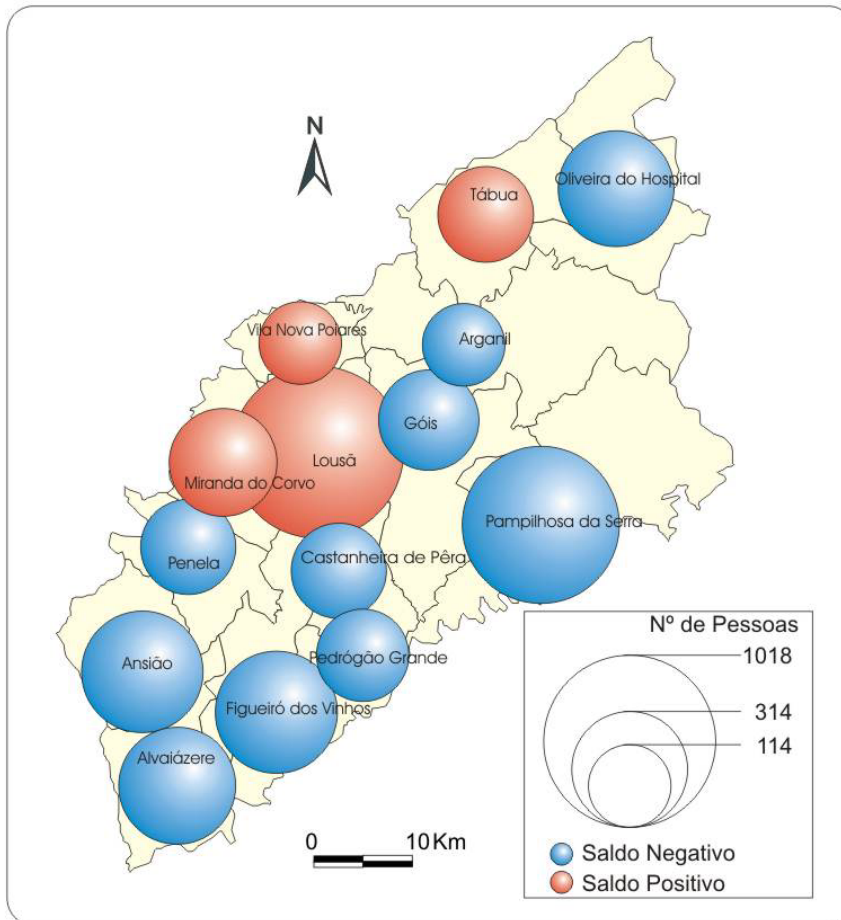 N
Oliveira do Hospital
Tábua
Vila Nova Poiares
Arganil
Góis
Lousã
Miranda do Corvo
Pampilhosa da Serra
Penela
Castanheira de Pêra
Ansião
Pedrógão Grande
Figueiró dos Vinhos
Alvaiázere
0 10 Km
Nº de Pessoas
1018
314
114
Saldo Negativo
Saldo Positivo